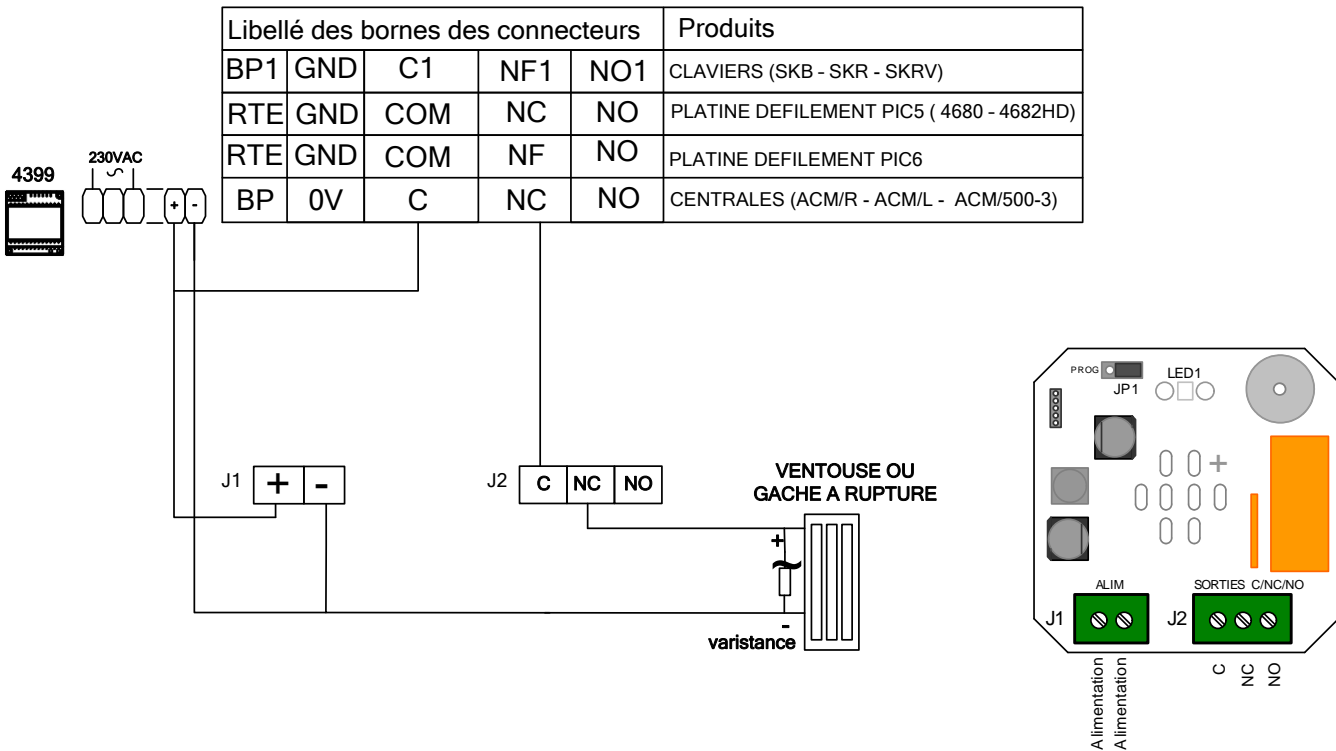 Libellé des bornes des connecteurs Produits
BP1 GND C1 NF1 NO1 CLAVIERS (SKB - SKR - SKRV)
RTE GND COM NC NO PLATINE DEFILEMENT PIC5 ( 4680 - 4682HD)
RTE GND COM NF NO PLATINE DEFILEMENT PIC6
BP 0V C NC NO CENTRALES (ACM/R - ACM/L - ACM/500-3)
4399
230VAC
+ -
J1 + -
J2 C NC NO
VENTOUSE OU
GACHE A RUPTURE
+
-
varistance
PROG
JP1
LED1
+
ALIM
SORTIES C/NC/NO
J1
J2
Alimentation
Alimentation
C
NC
NO